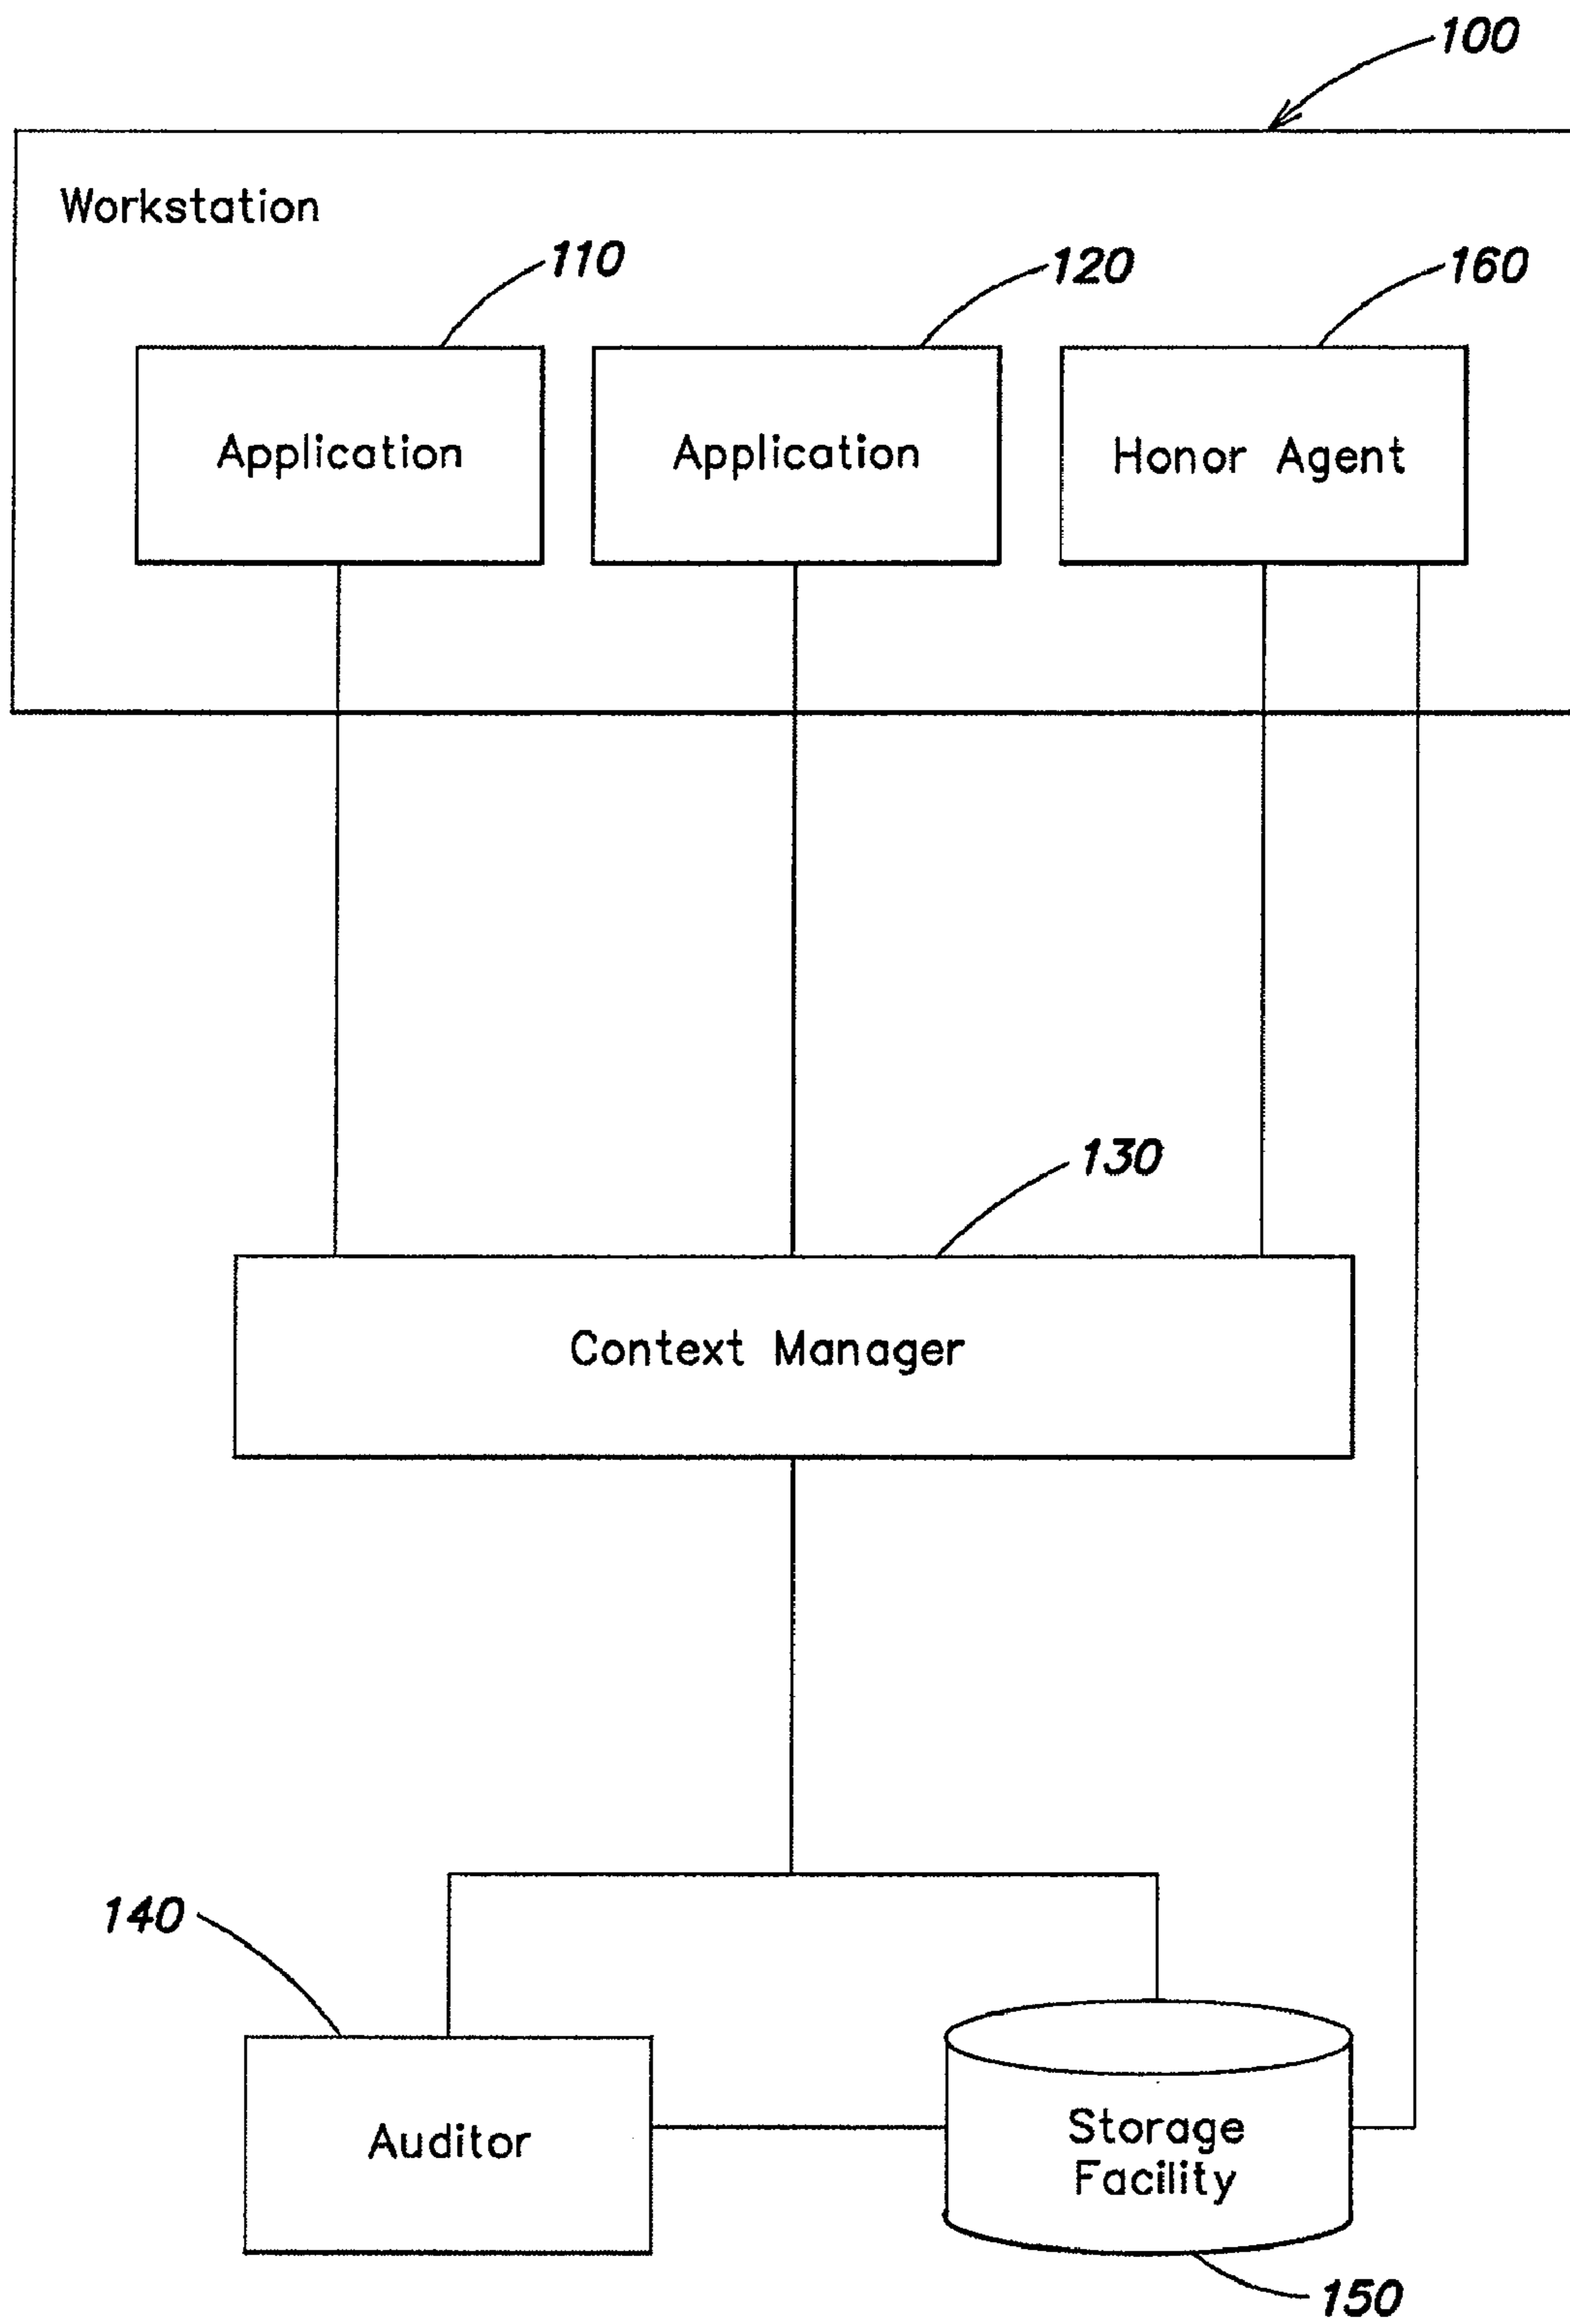 100
Workstation
110
120
160
Application
Application
Honor Agent
130
Context Manager
140
Auditor
Storage
Facility
150